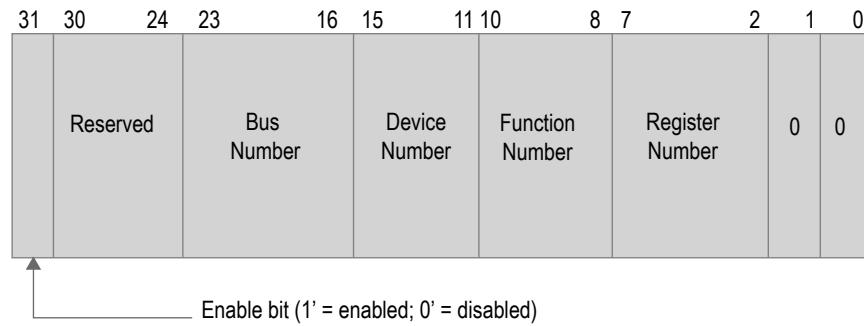 31 30 24 23 16 15 11 10 8 7 2 1 0
Reserved Bus Number Device Number Function Number Register Number 0 0
Enable bit (1’ = enabled; 0’ = disabled)